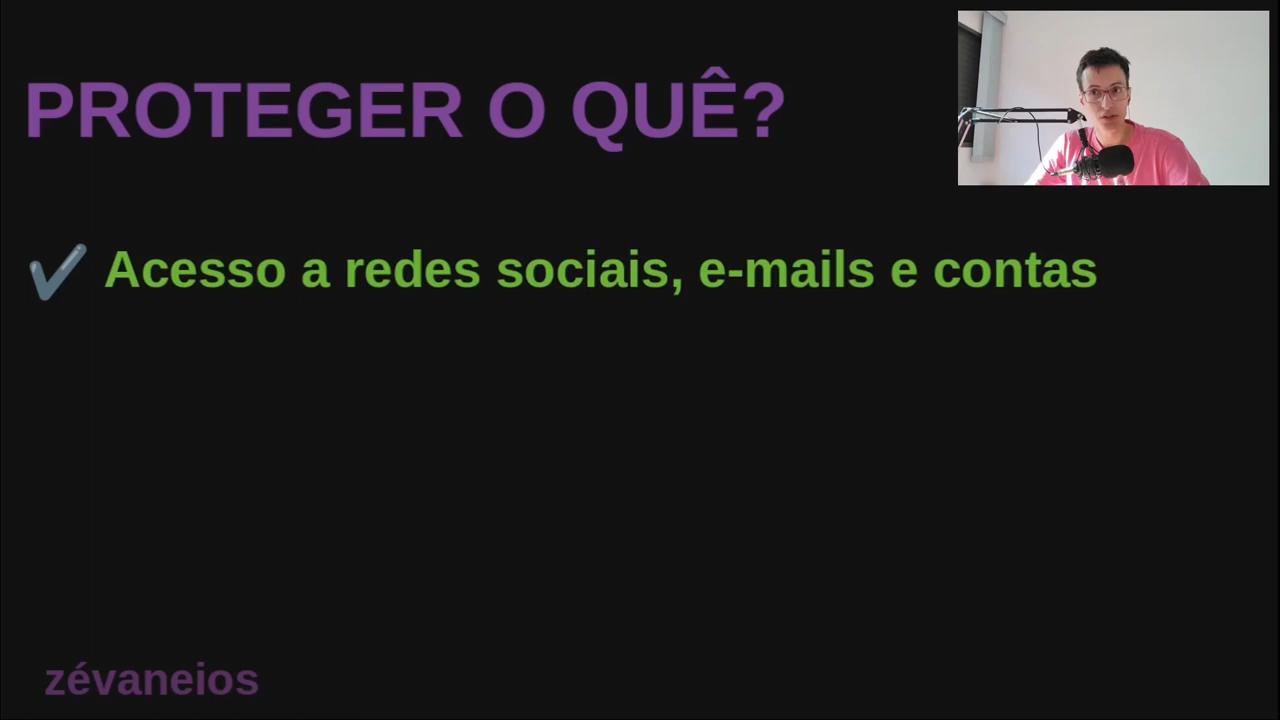 PROTEGER O QUÊ?
✔ Acesso a redes sociais, e-mails e contas
zévaneios